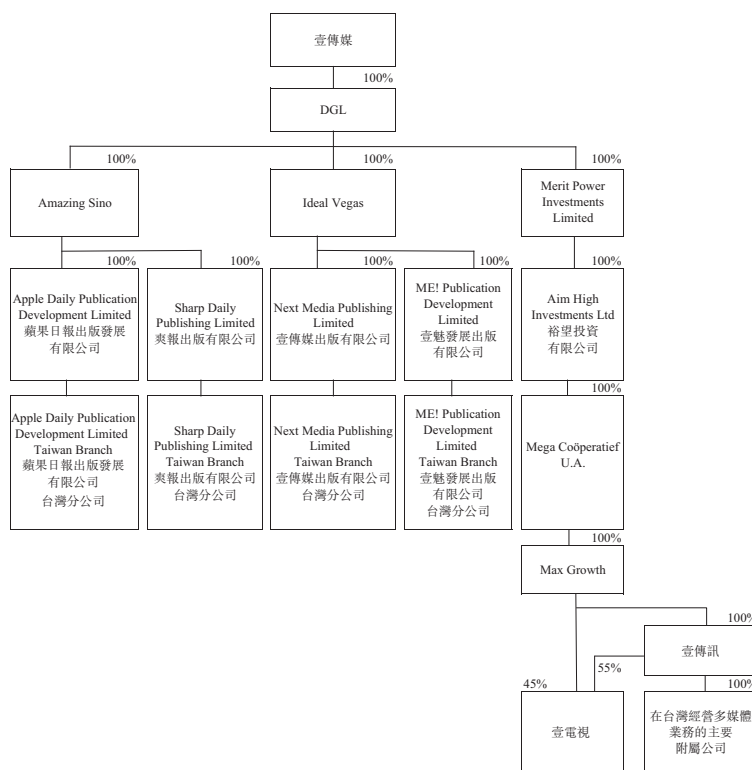 壹傳媒
100%
DGL
100%
100%
100%
Amazing Sino
Ideal Vegas
Merit Power
Investments
Limited
100%
100%
100%
100%
100%
Apple Daily Publication
Development Limited
蘋果日報出版發展
有限公司
Sharp Daily
Publishing Limited
爽報出版有限公司
Next Media Publishing
Limited
壹傳媒出版有限公司
ME! Publication
Development
Limited
壹魅發展出版
有限公司
Aim High
Investments Ltd
裕望投資
有限公司
100%
Apple Daily Publication
Development Limited
Taiwan Branch
蘋果日報出版發展
有限公司
台灣分公司
Sharp Daily
Publishing Limited
Taiwan Branch
爽報出版有限公司
台灣分公司
Next Media Publishing
Limited
Taiwan Branch
壹傳媒出版有限公司
台灣分公司
ME! Publication
Development
Limited
Taiwan Branch
壹魅發展出版
有限公司
台灣分公司
Mega Coöperatief
U.A.
100%
Max Growth
100%
壹傳訊
55%
45%
100%
壹電視
在台灣經營多媒體
業務的主要
附屬公司